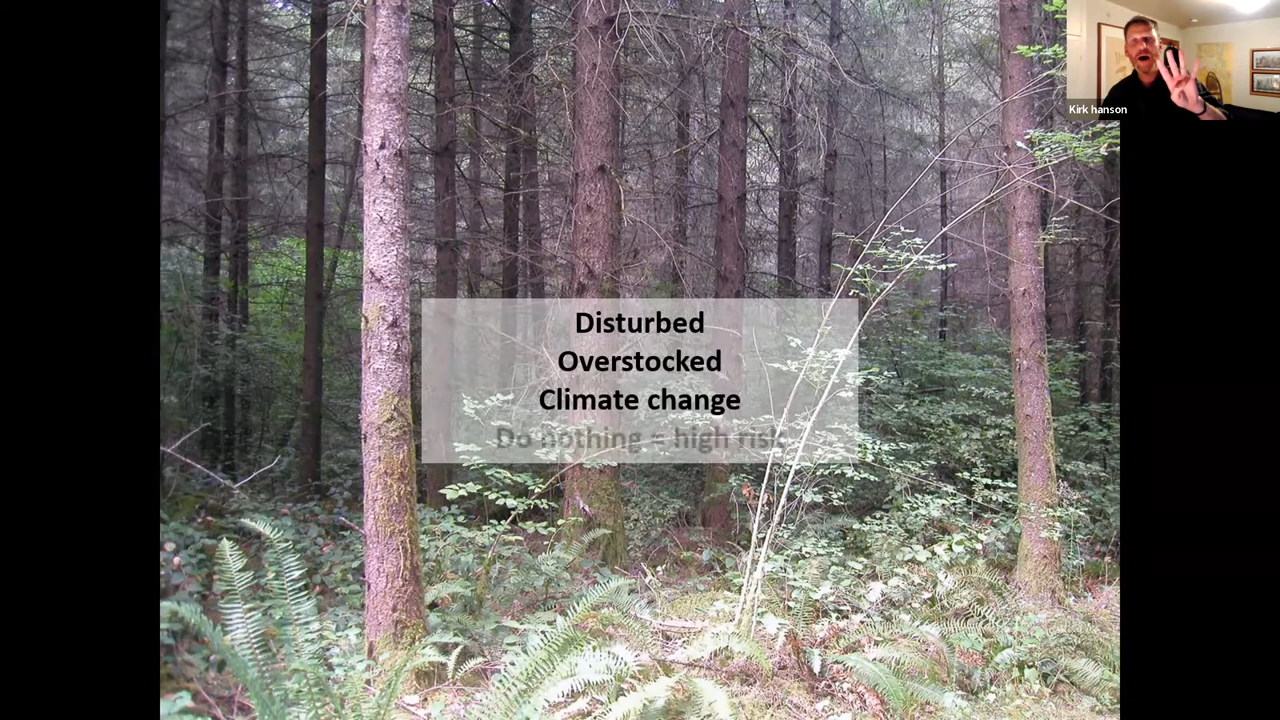 Kirk hanson
Disturbed
Overstocked
Climate change
Do nothing = high risk